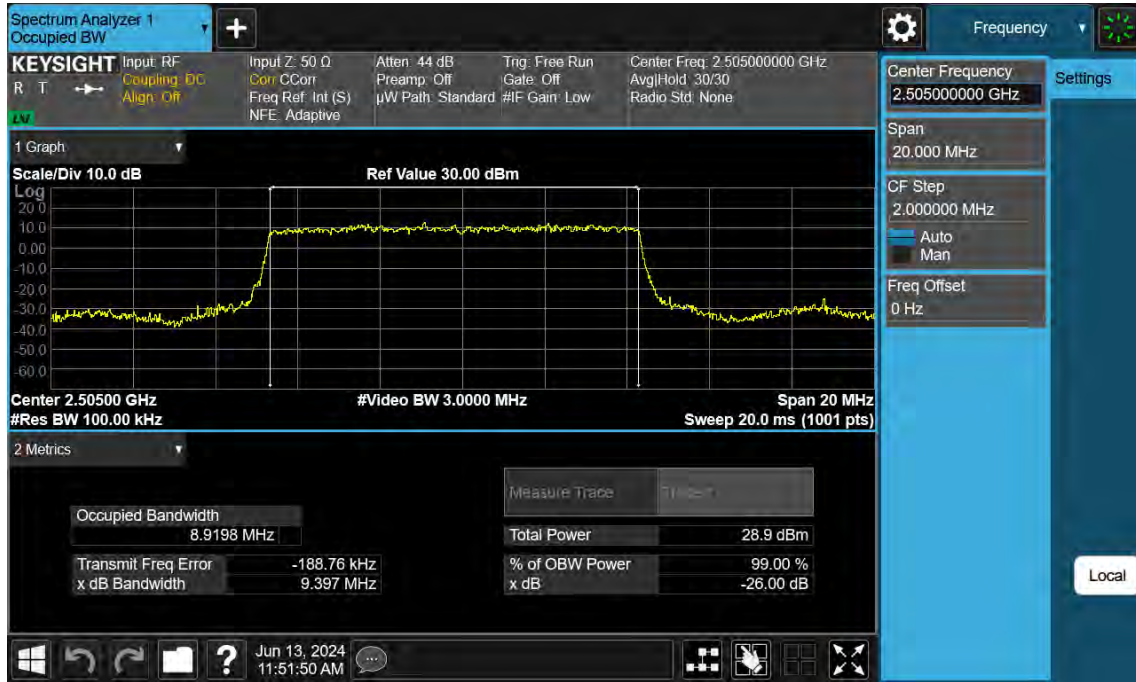 Spectrum Analyzer 1
Occupied BW
Frequency
KEYSIGHT
R T
Input: RF
Coupling: DC
Align: Off
Input Z: 50 Ω
Corr CCorr
Freq Ref: Int (S)
NFE: Adaptive
Atten: 44 dB
Preamp: Off
µW Path: Standard
Trig: Free Run
Gate: Off
#IF Gain: Low
Center Freq: 2.505000000 GHz
Avg|Hold: 30/30
Radio Std: None
Center Frequency
2.505000000 GHz
Settings
Span
20.000 MHz
CF Step
2.000000 MHz
Auto
Man
Freq Offset
0 Hz
Local
1 Graph
Scale/Div 10.0 dB
Ref Value 30.00 dBm
Log
20.0
10.0
0.00
-10.0
-20.0
-30.0
-40.0
-50.0
-60.0
Center 2.50500 GHz
#Video BW 3.0000 MHz
Span 20 MHz
#Res BW 100.00 kHz
Sweep 20.0 ms (1001 pts)
2 Metrics
Measure Trace
Occupied Bandwidth
8.9198 MHz
Total Power 28.9 dBm
Transmit Freq Error -188.76 kHz
% of OBW Power 99.00 %
x dB Bandwidth 9.397 MHz
x dB -26.00 dB
?
Jun 13, 2024
11:51:50 AM